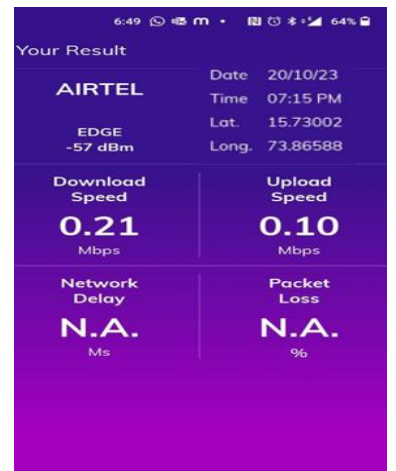 6:49 m • 64%
Your Result
AIRTEL
EDGE
-57 dBm
Date 20/10/23
Time 07:15 PM
Lat. 15.73002
Long. 73.86588
Download Speed
0.21
Mbps
Upload Speed
0.10
Mbps
Network Delay
N.A.
Ms
Packet Loss
N.A.
%